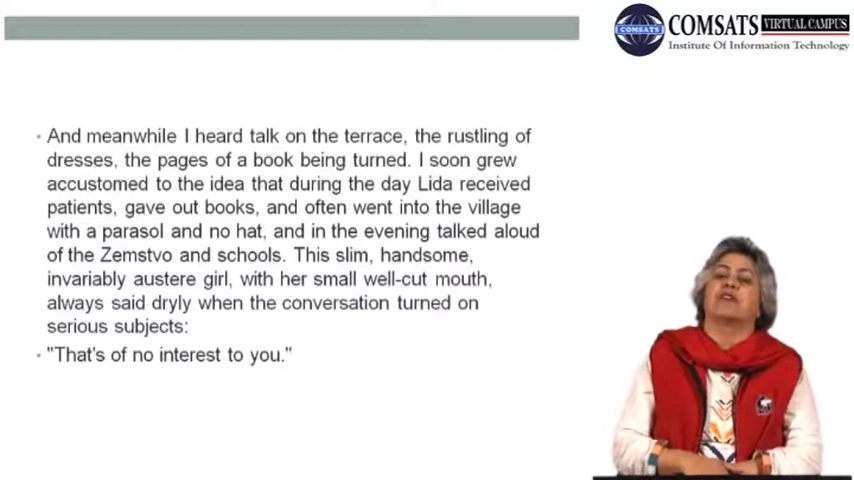 COMSATS
COMSATS VIRTUAL CAMPUS
Institute Of Information Technology
And meanwhile I heard talk on the terrace, the rustling of
dresses, the pages of a book being turned. I soon grew
accustomed to the idea that during the day Lida received
patients, gave out books, and often went into the village
with a parasol and no hat, and in the evening talked aloud
of the Zemstvo and schools. This slim, handsome,
invariably austere girl, with her small well-cut mouth,
always said dryly when the conversation turned on
serious subjects:
"That's of no interest to you."